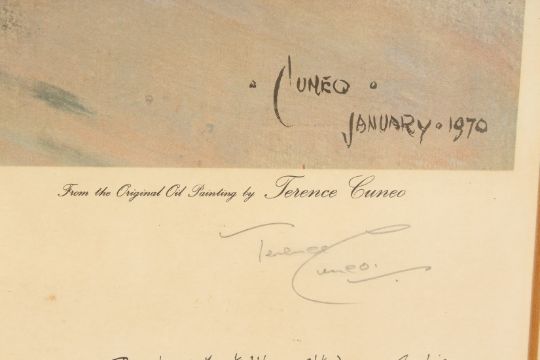 CUNEO
JANUARY • 1970
From the Original Oil Painting by Terence Cuneo
Terence
Cuneo.